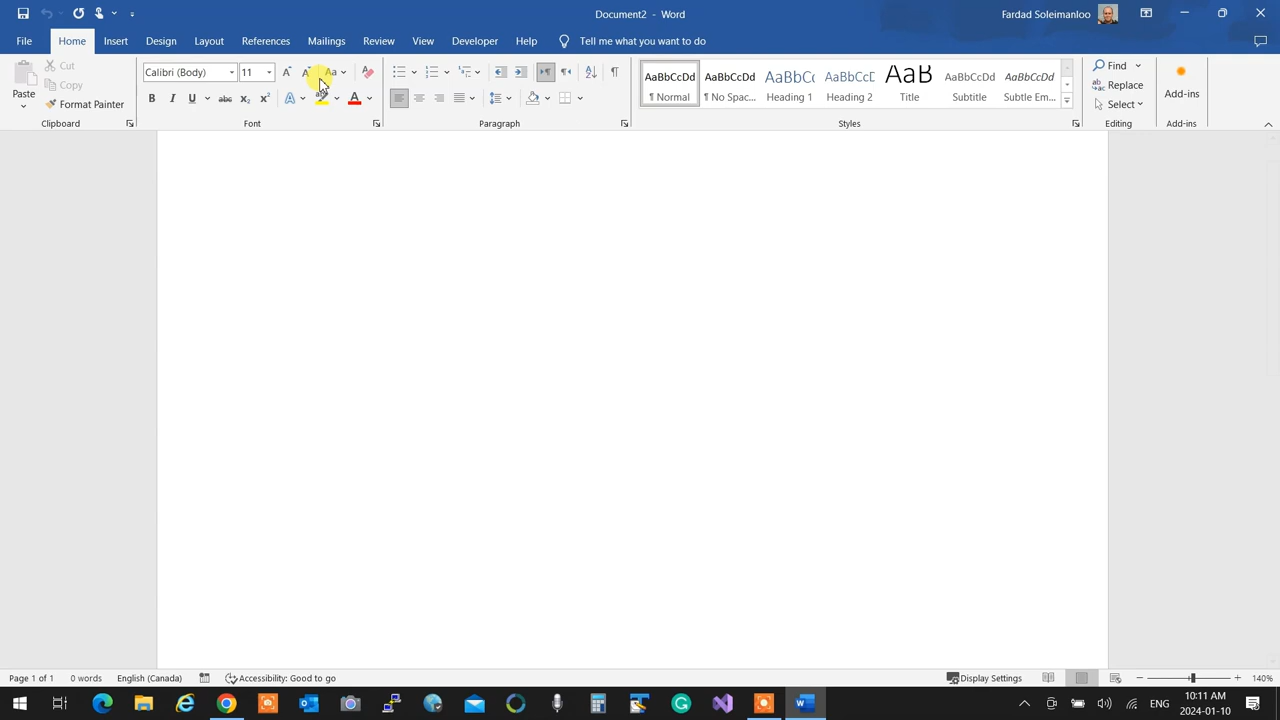 Document2 - Word
Fardad Soleimanloo
File Home Insert Design Layout References Mailings Review View Developer Help Tell me what you want to do
Paste
Cut
Copy
Format Painter
Clipboard
Calibri (Body) 11
Font
Paragraph
AaBbCcDd AaBbCcDd AaBbCc AaBbCcE AaB AaBbCcDd AaBbCcDd
¶ Normal ¶ No Spac... Heading 1 Heading 2 Title Subtitle Subtle Em...
Styles
Find
Replace
Select
Editing
Add-ins
Add-ins
Page 1 of 1 0 words English (Canada) Accessibility: Good to go Display Settings 140%
ENG
10:11 AM
2024-01-10